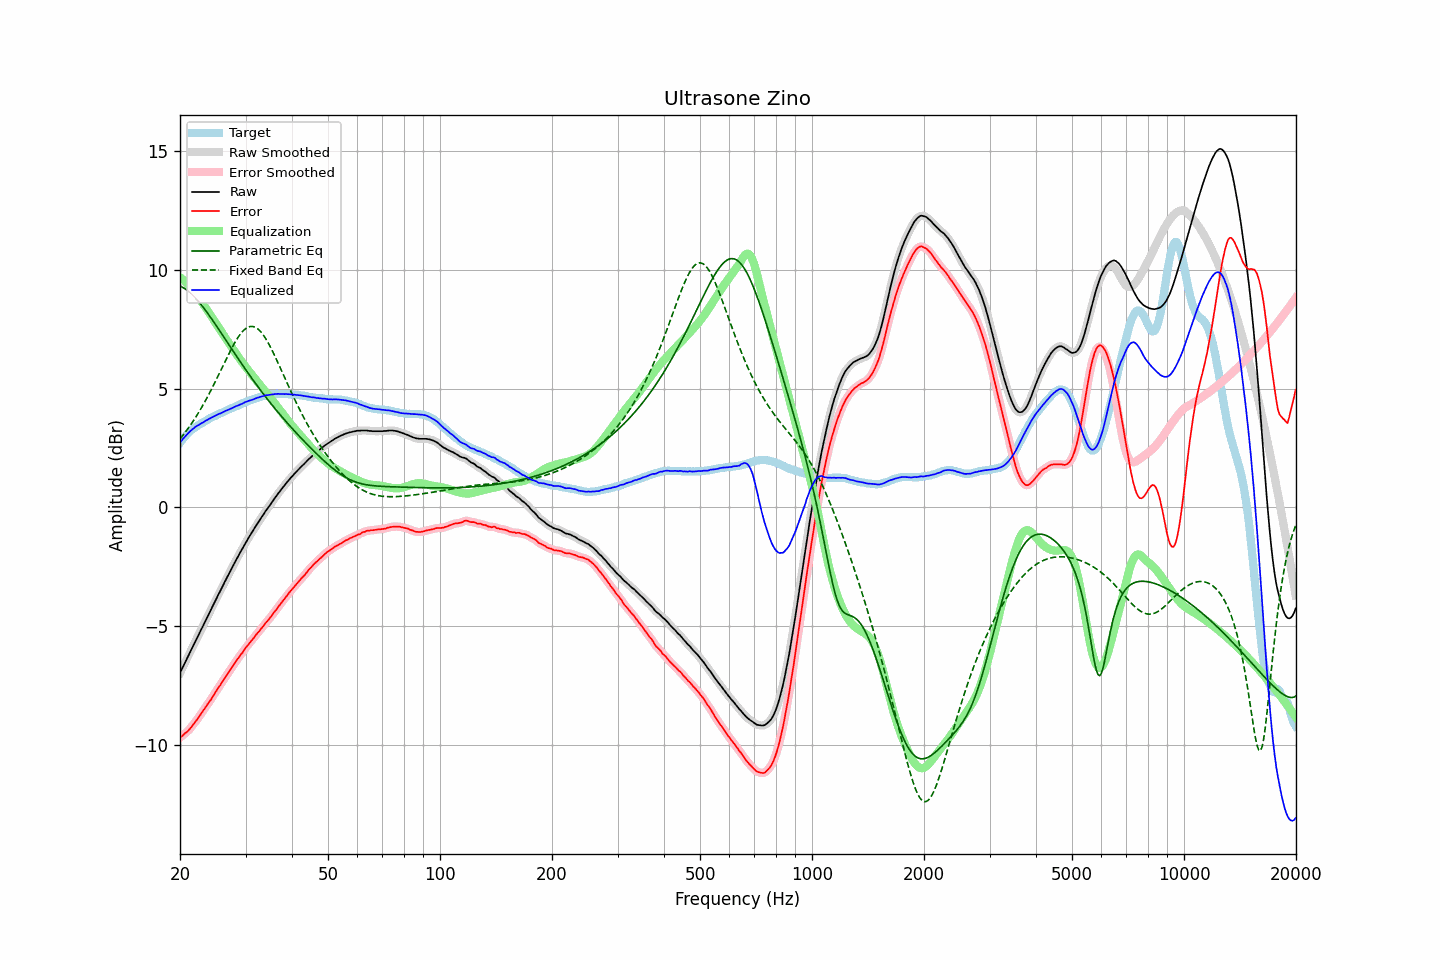 Ultrasone Zino
Target
Raw Smoothed
Error Smoothed
Raw
Error
Equalization
Parametric Eq
Fixed Band Eq
Equalized
Amplitude (dBr)
15
10
5
0
−5
−10
20
50
100
200
500
1000
2000
5000
10000
20000
Frequency (Hz)